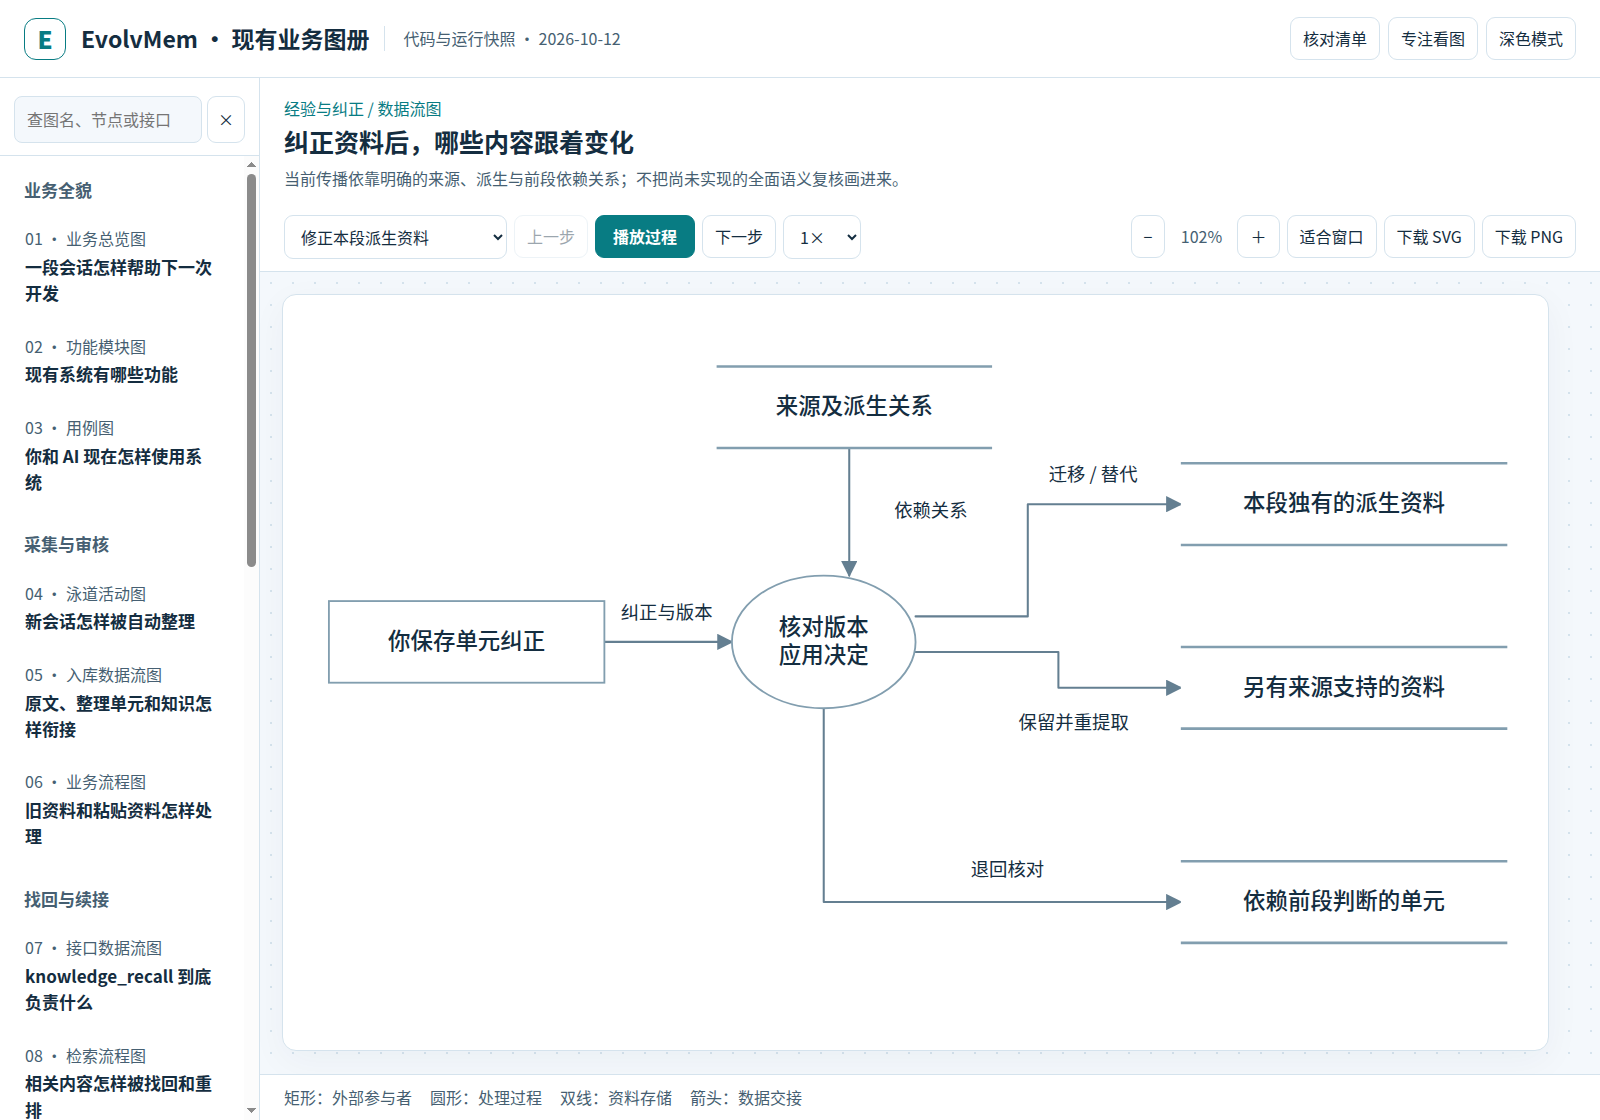 E
EvolvMem · 现有业务图册
代码与运行快照 · 2026-10-12
核对清单
专注看图
深色模式
查图名、节点或接口
×
业务全貌
01 · 业务总览图
一段会话怎样帮助下一次
开发
02 · 功能模块图
现有系统有哪些功能
03 · 用例图
你和 AI 现在怎样使用系
统
采集与审核
04 · 泳道活动图
新会话怎样被自动整理
05 · 入库数据流图
原文、整理单元和知识怎
样衔接
06 · 业务流程图
旧资料和粘贴资料怎样处
理
找回与续接
07 · 接口数据流图
knowledge_recall 到底
负责什么
08 · 检索流程图
相关内容怎样被找回和重
排
经验与纠正 / 数据流图
纠正资料后，哪些内容跟着变化
当前传播依靠明确的来源、派生与前段依赖关系；不把尚未实现的全面语义复核画进来。
修正本段派生资料
上一步
播放过程
下一步
1×
−
102%
＋
适合窗口
下载 SVG
下载 PNG
来源及派生关系
迁移 / 替代
本段独有的派生资料
依赖关系
纠正与版本
你保存单元纠正
核对版本
应用决定
另有来源支持的资料
保留并重提取
退回核对
依赖前段判断的单元
矩形：外部参与者 圆形：处理过程 双线：资料存储 箭头：数据交接